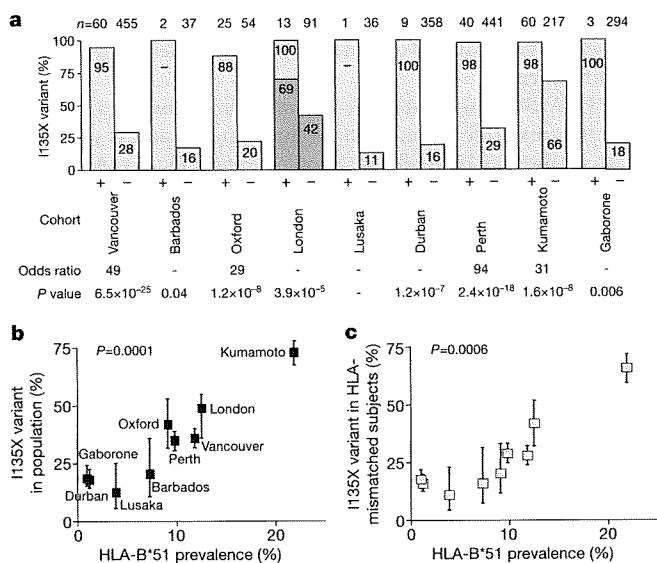 a
n=60 455 2 37 25 54 13 91 1 36 9 358 40 441 60 217 3 294
I135X variant (%)
100
75
50
25
0
95 28 – 16 88 20 100 69 42 – 11 100 16 98 29 98 66 100 18
+ – + – + – + – + – + – + – + – + –
Cohort Vancouver Barbados Oxford London Lusaka Durban Perth Kumamoto Gaborone
Odds ratio 49 - 29 - - - 94 31 -
P value 6.5×10⁻²⁵ 0.04 1.2×10⁻⁸ 3.9×10⁻⁵ - 1.2×10⁻⁷ 2.4×10⁻¹⁸ 1.6×10⁻⁸ 0.006
b
P=0.0001
I135X variant
in population (%)
75
50
25
0
Kumamoto
Oxford
London
Perth
Vancouver
Gaborone
Durban
Lusaka
Barbados
0 10 20
HLA-B*51 prevalence (%)
c
P=0.0006
I135X variant in HLA-
mismatched subjects (%)
75
50
25
0
0 10 20
HLA-B*51 prevalence (%)